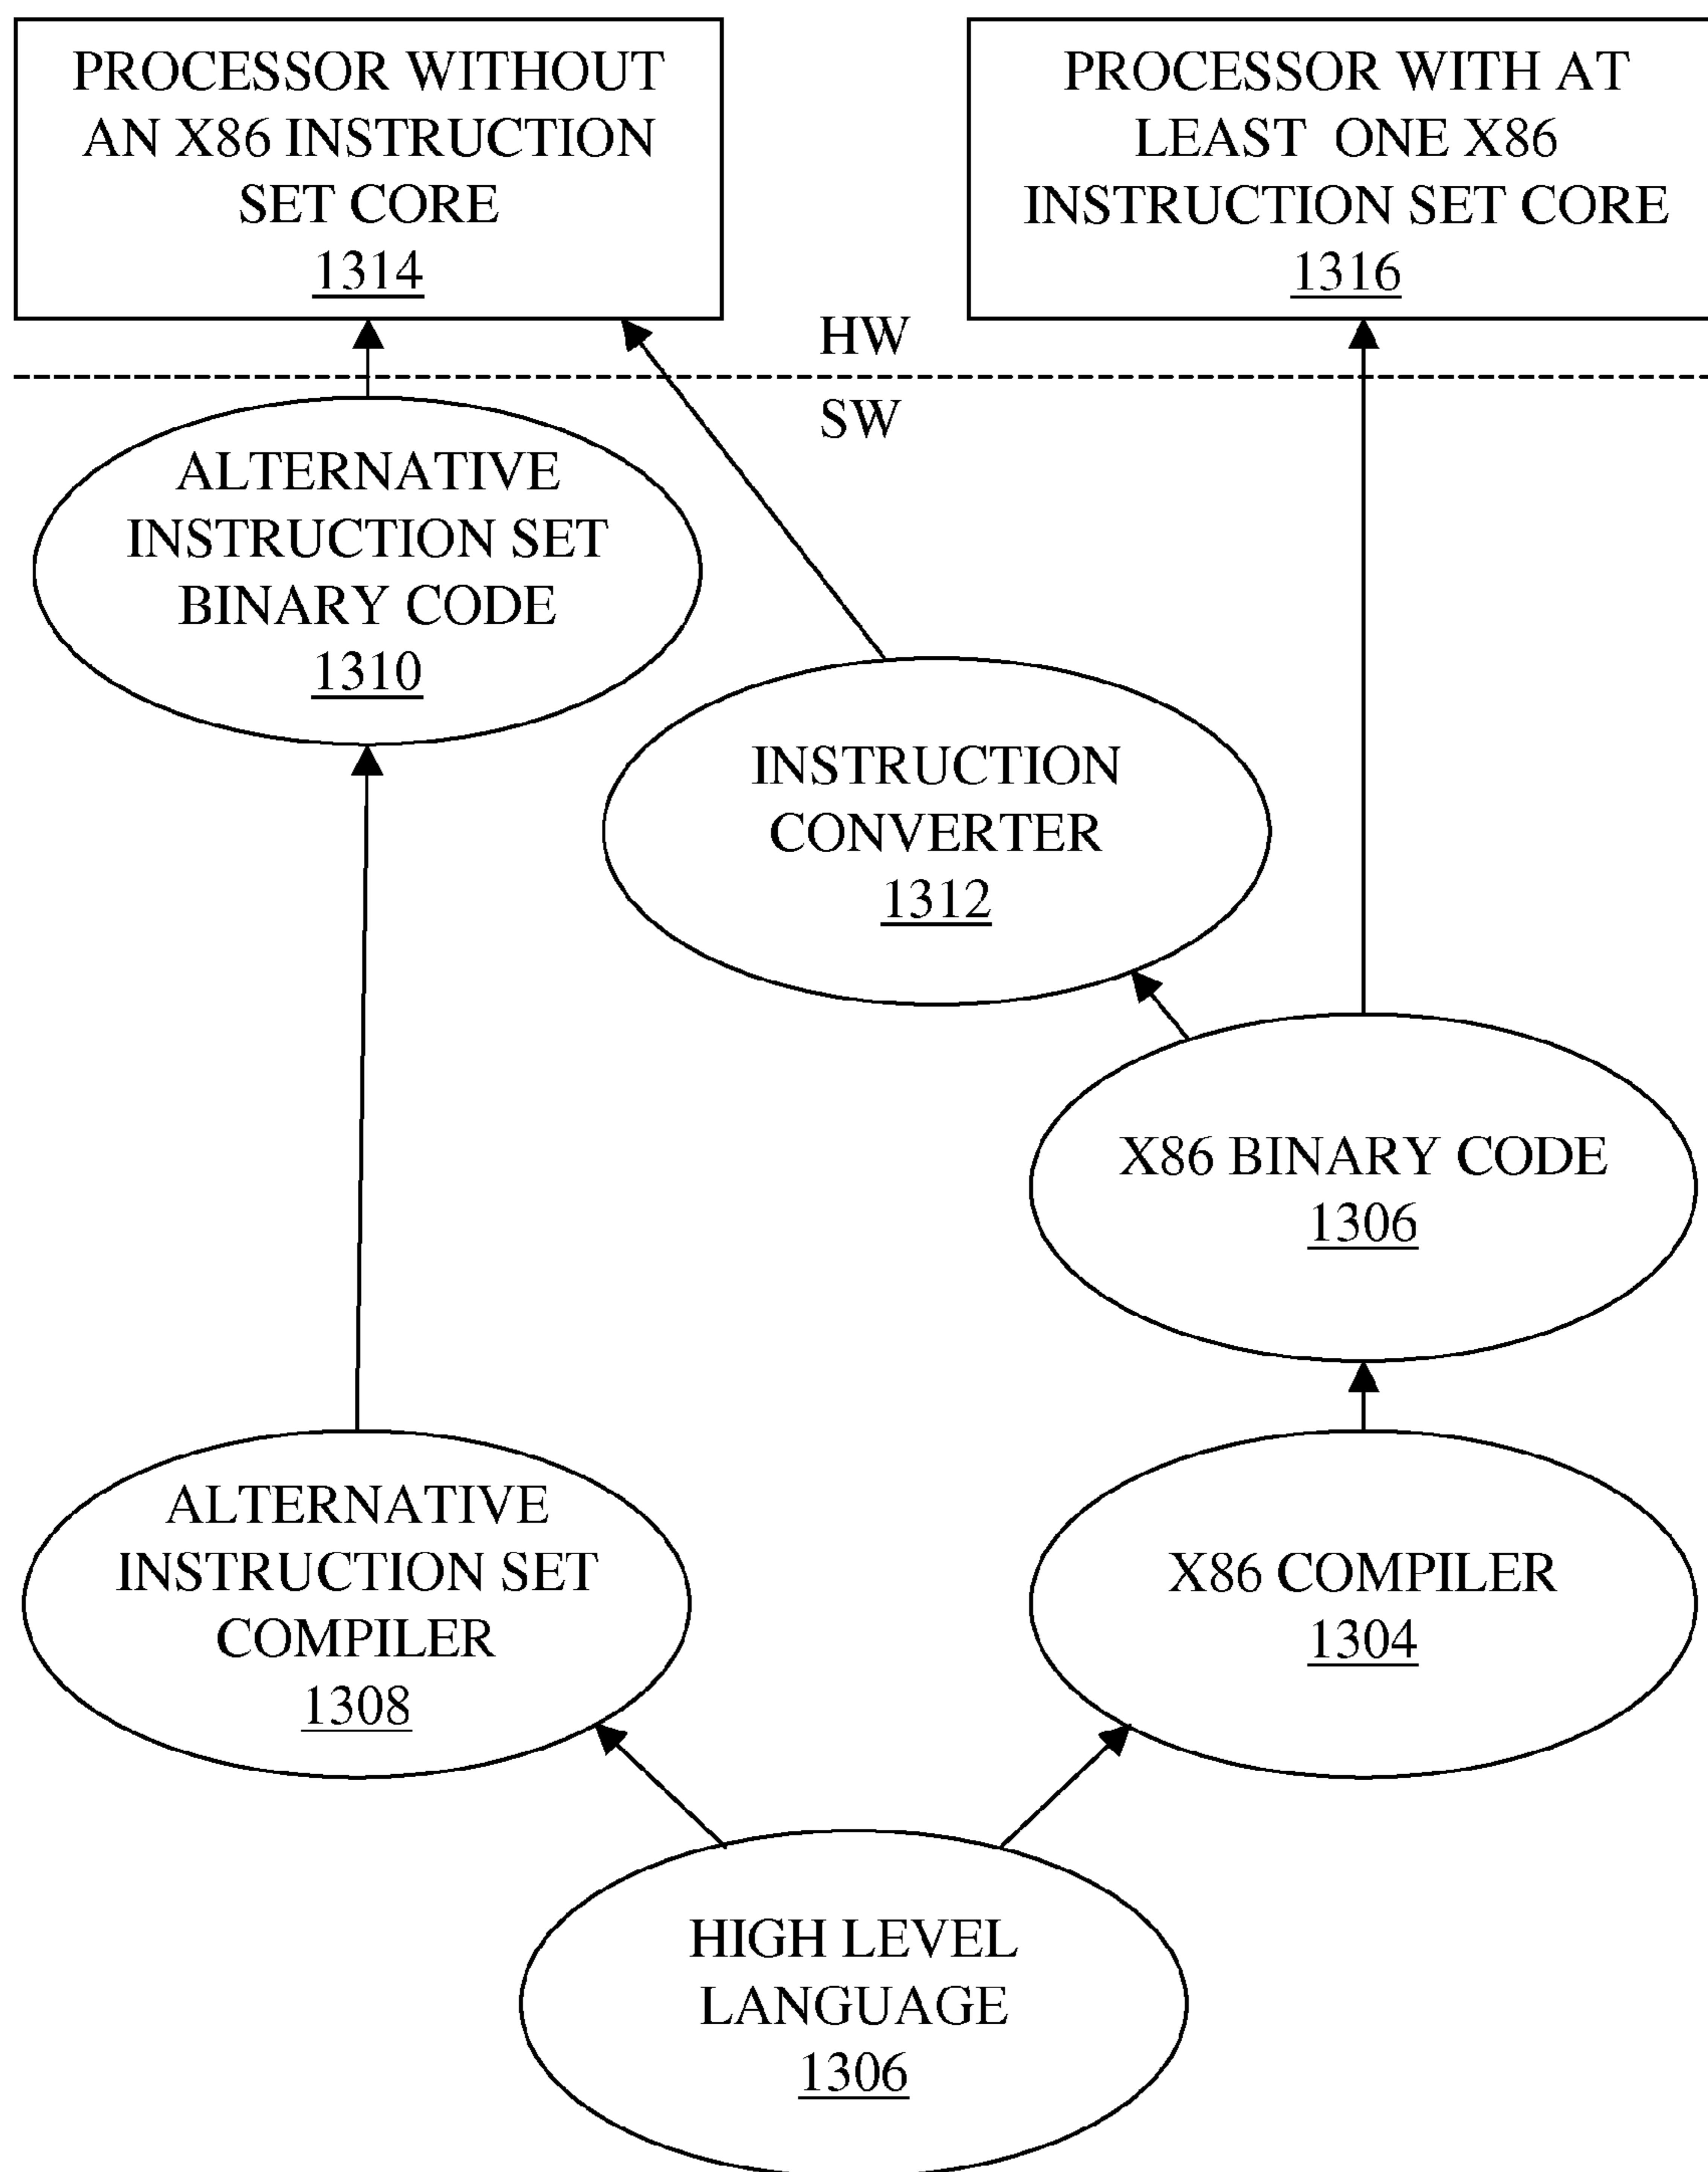 PROCESSOR WITHOUT
AN X86 INSTRUCTION
SET CORE
1314
PROCESSOR WITH AT
LEAST ONE X86
INSTRUCTION SET CORE
1316
HW
SW
ALTERNATIVE
INSTRUCTION SET
BINARY CODE
1310
INSTRUCTION
CONVERTER
1312
X86 BINARY CODE
1306
ALTERNATIVE
INSTRUCTION SET
COMPILER
1308
X86 COMPILER
1304
HIGH LEVEL
LANGUAGE
1306